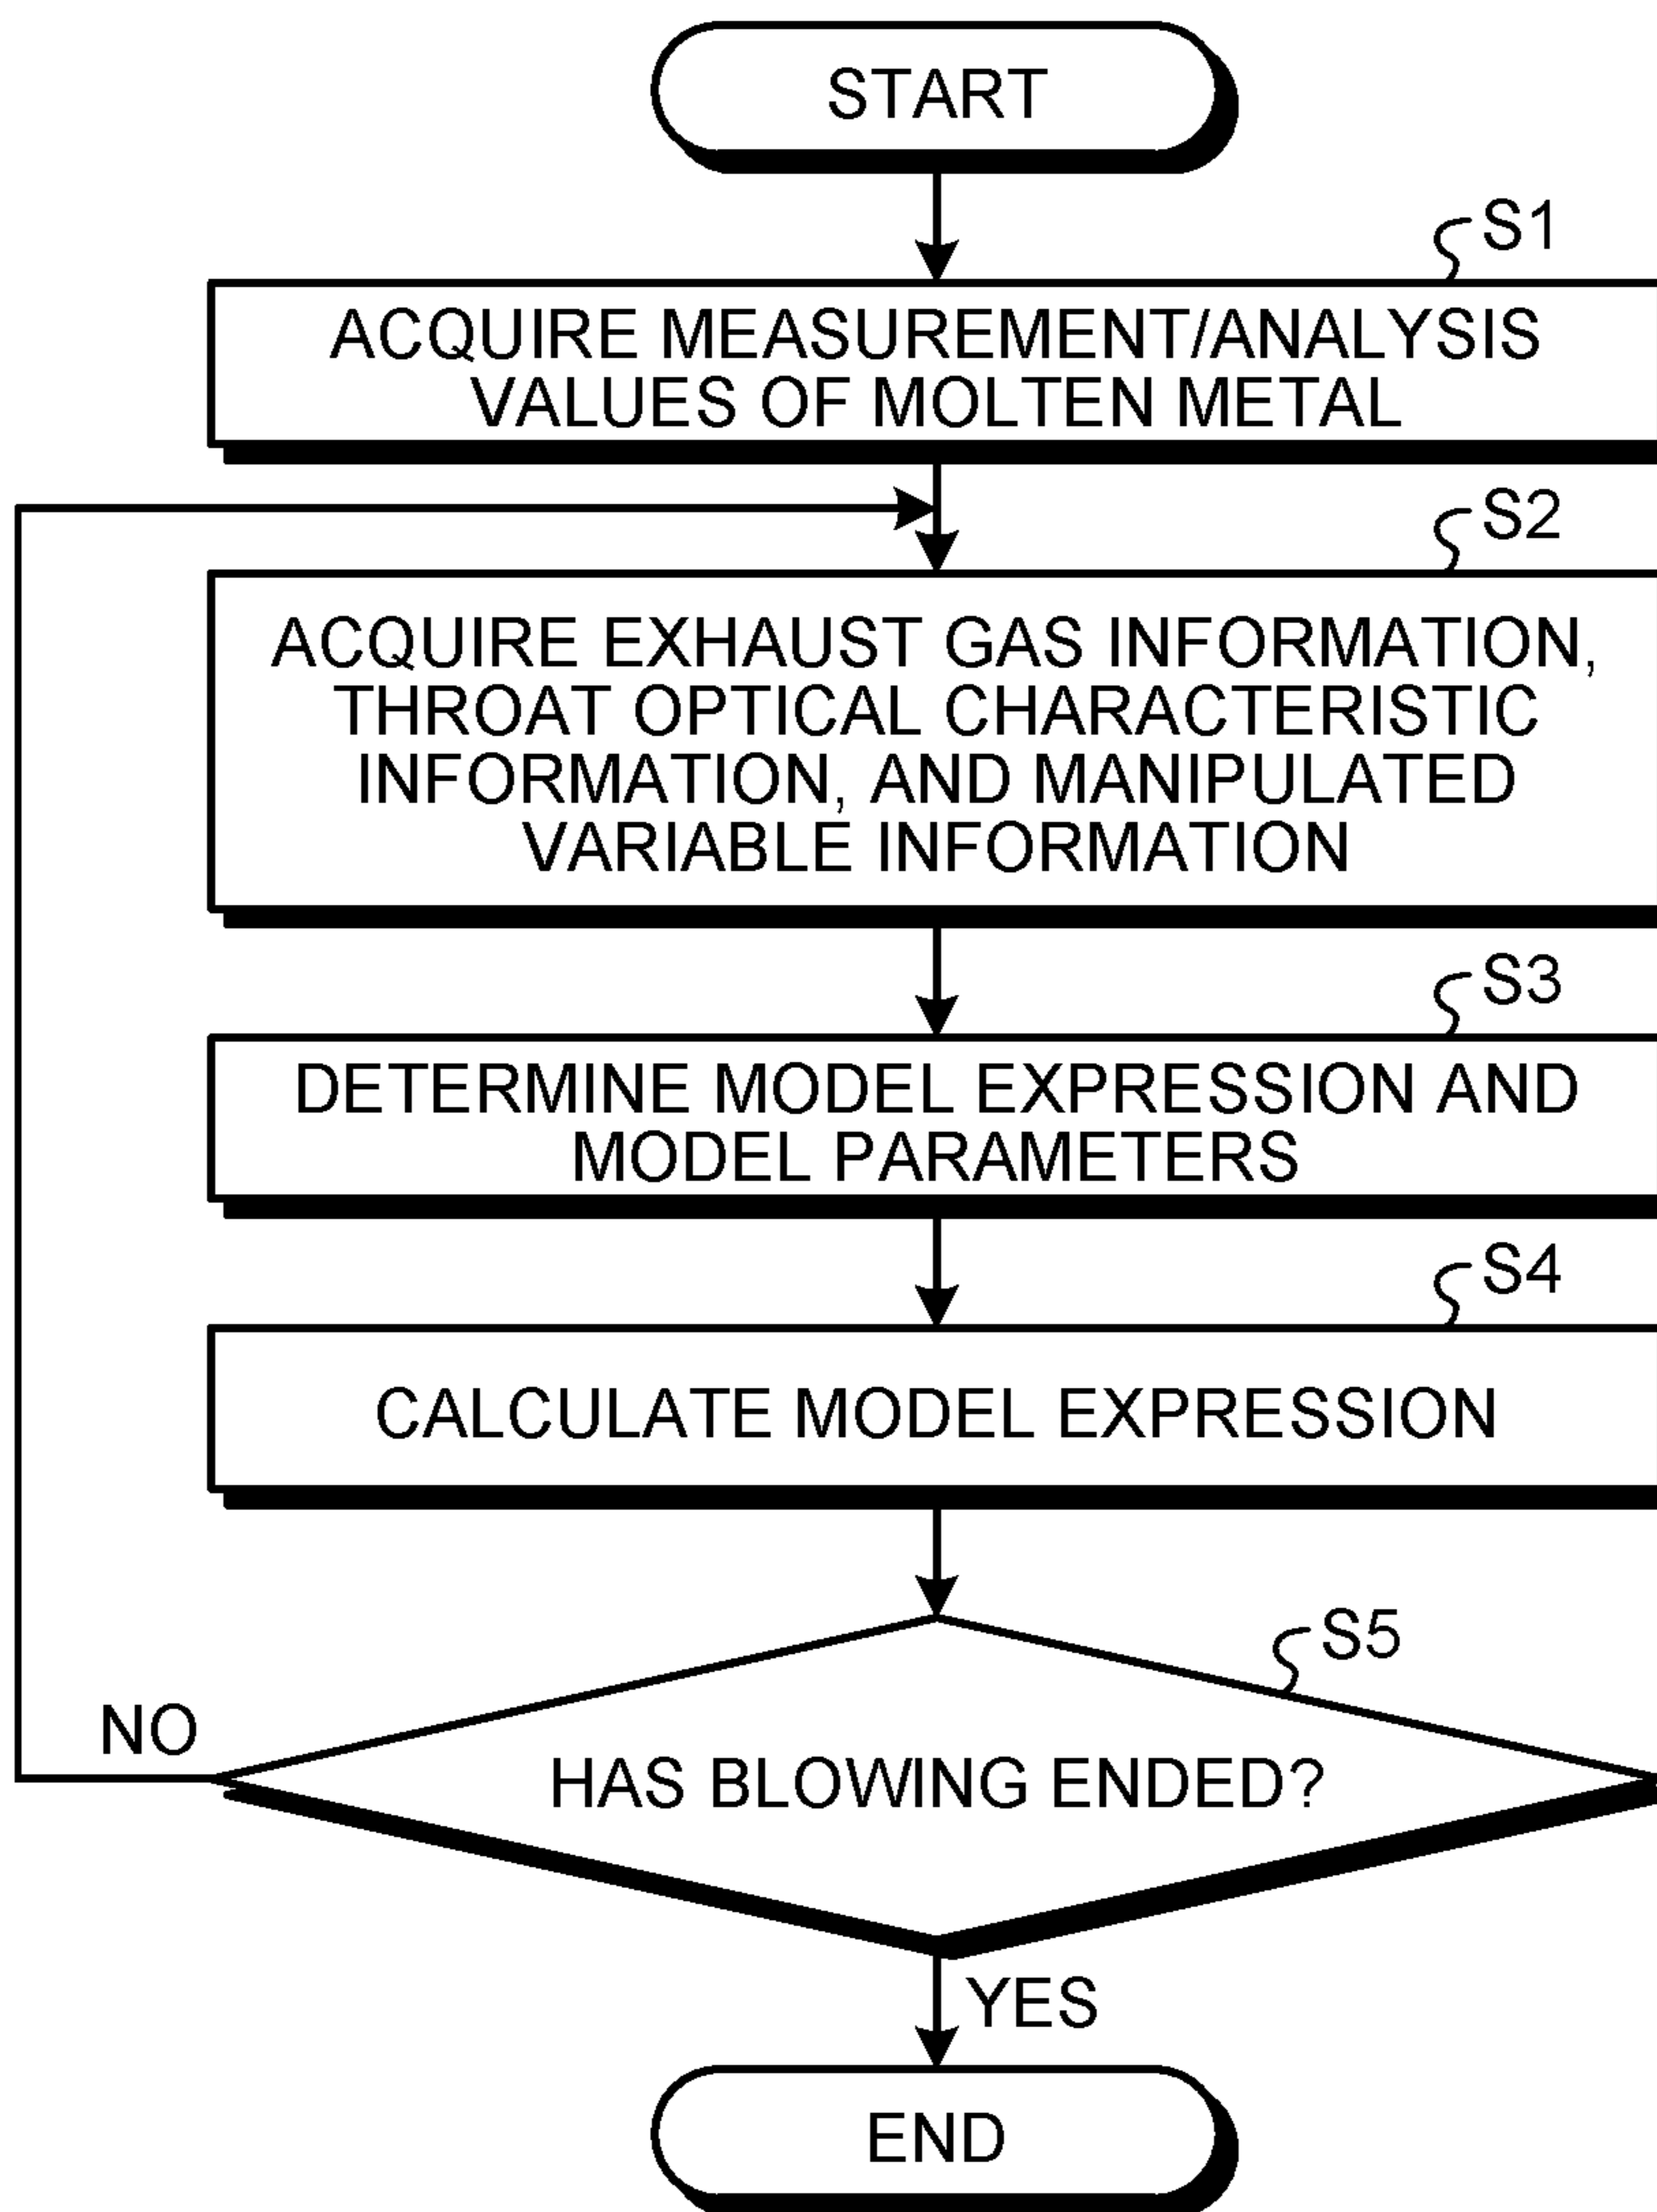 START
S1
ACQUIRE MEASUREMENT/ANALYSIS
VALUES OF MOLTEN METAL
S2
ACQUIRE EXHAUST GAS INFORMATION,
THROAT OPTICAL CHARACTERISTIC
INFORMATION, AND MANIPULATED
VARIABLE INFORMATION
S3
DETERMINE MODEL EXPRESSION AND
MODEL PARAMETERS
S4
CALCULATE MODEL EXPRESSION
S5
NO
HAS BLOWING ENDED?
YES
END